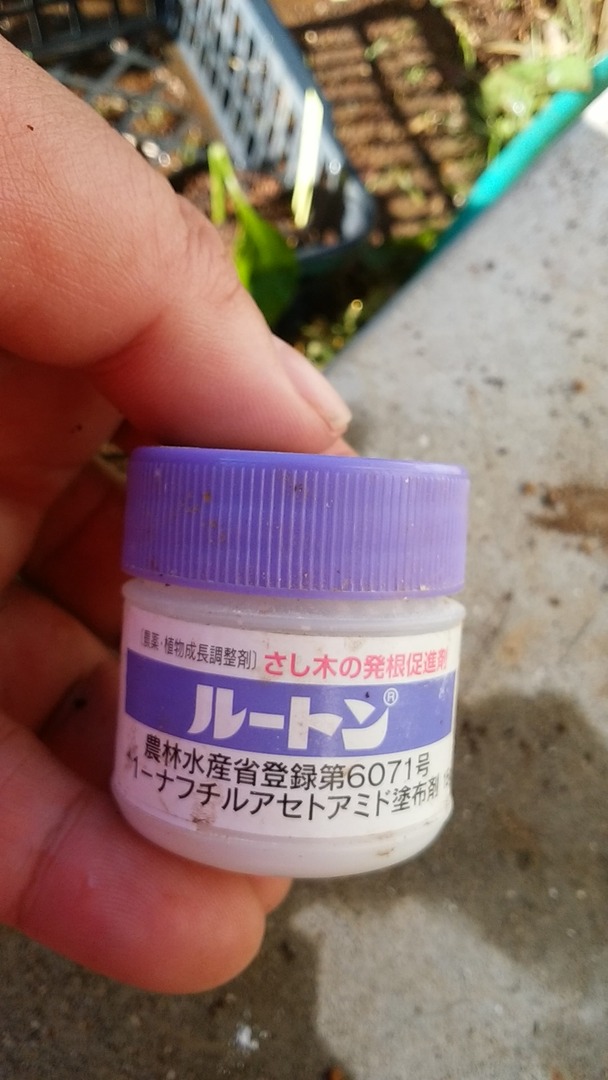 〔農薬・植物成長調整剤〕 さし木の発根促進剤
ルートン®
農林水産省登録第6071号
1-ナフチルアセトアミド塗布剤